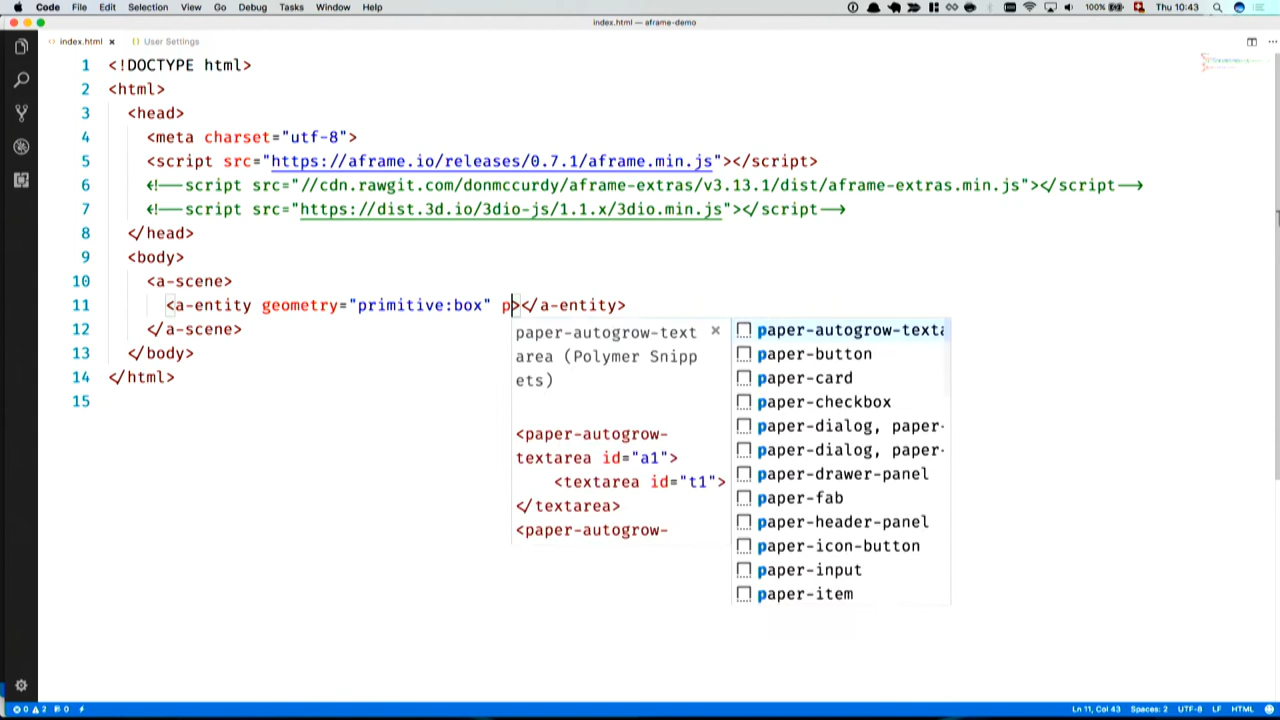 Code File Edit Selection View Go Debug Tasks Window Help 100% Thu 10:43
index.html — aframe-demo
index.html × User Settings
1 <!DOCTYPE html>
2 <html>
3 <head>
4 <meta charset="utf-8">
5 <script src="https://aframe.io/releases/0.7.1/aframe.min.js"></script>
6 <!--script src="//cdn.rawgit.com/donmccurdy/aframe-extras/v3.13.1/dist/aframe-extras.min.js"></script-->
7 <!--script src="https://dist.3d.io/3dio-js/1.1.x/3dio.min.js"></script-->
8 </head>
9 <body>
10 <a-scene>
11 <a-entity geometry="primitive:box" p></a-entity>
12 </a-scene>
13 </body>
14 </html>
15
paper-autogrow-text
area (Polymer Snipp
ets)
<paper-autogrow-
textarea id="a1">
<textarea id="t1">
</textarea>
<paper-autogrow-
paper-autogrow-texta
paper-button
paper-card
paper-checkbox
paper-dialog, paper-
paper-dialog, paper-
paper-drawer-panel
paper-fab
paper-header-panel
paper-icon-button
paper-input
paper-item
0 2 0 Ln 11, Col 43 Spaces: 2 UTF-8 LF HTML